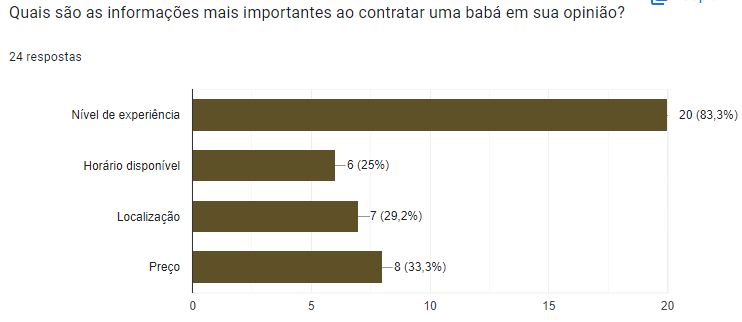 Quais são as informações mais importantes ao contratar uma babá em sua opinião?
24 respostas
Nível de experiência 20 (83,3%)
Horário disponível 6 (25%)
Localização 7 (29,2%)
Preço 8 (33,3%)
0 5 10 15 20